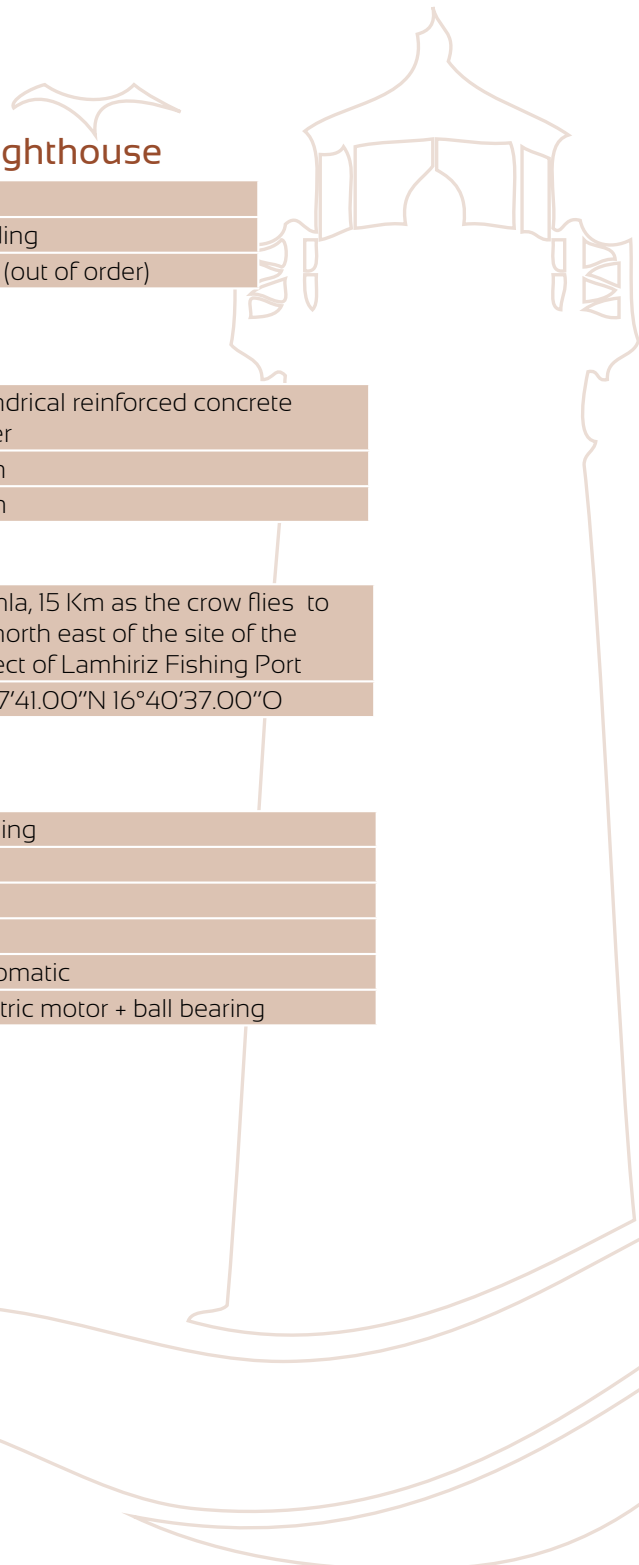 ghthouse
ding
(out of order)
ndrical reinforced concrete
er
n
n
nla, 15 Km as the crow flies to
north east of the site of the
ect of Lamhiriz Fishing Port
7'41.00"N 16°40'37.00"O
ing
omatic
tric motor + ball bearing